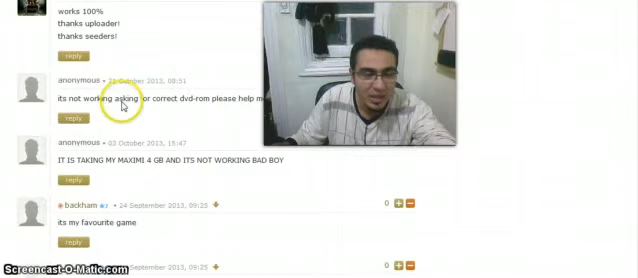 works 100%
thanks uploader!
thanks seeders!
reply
anonymous • October 2013, 08:51
its not working asking for correct dvd-rom please help m
reply
anonymous • 03 October 2013, 15:47
IT IS TAKING MY MAXIMI 4 GB AND ITS NOT WORKING BAD BOY
reply
backham • 24 September 2013, 09:25 0
its my favourite game
reply
September 2013, 09:25 0
Screencast-O-Matic.com